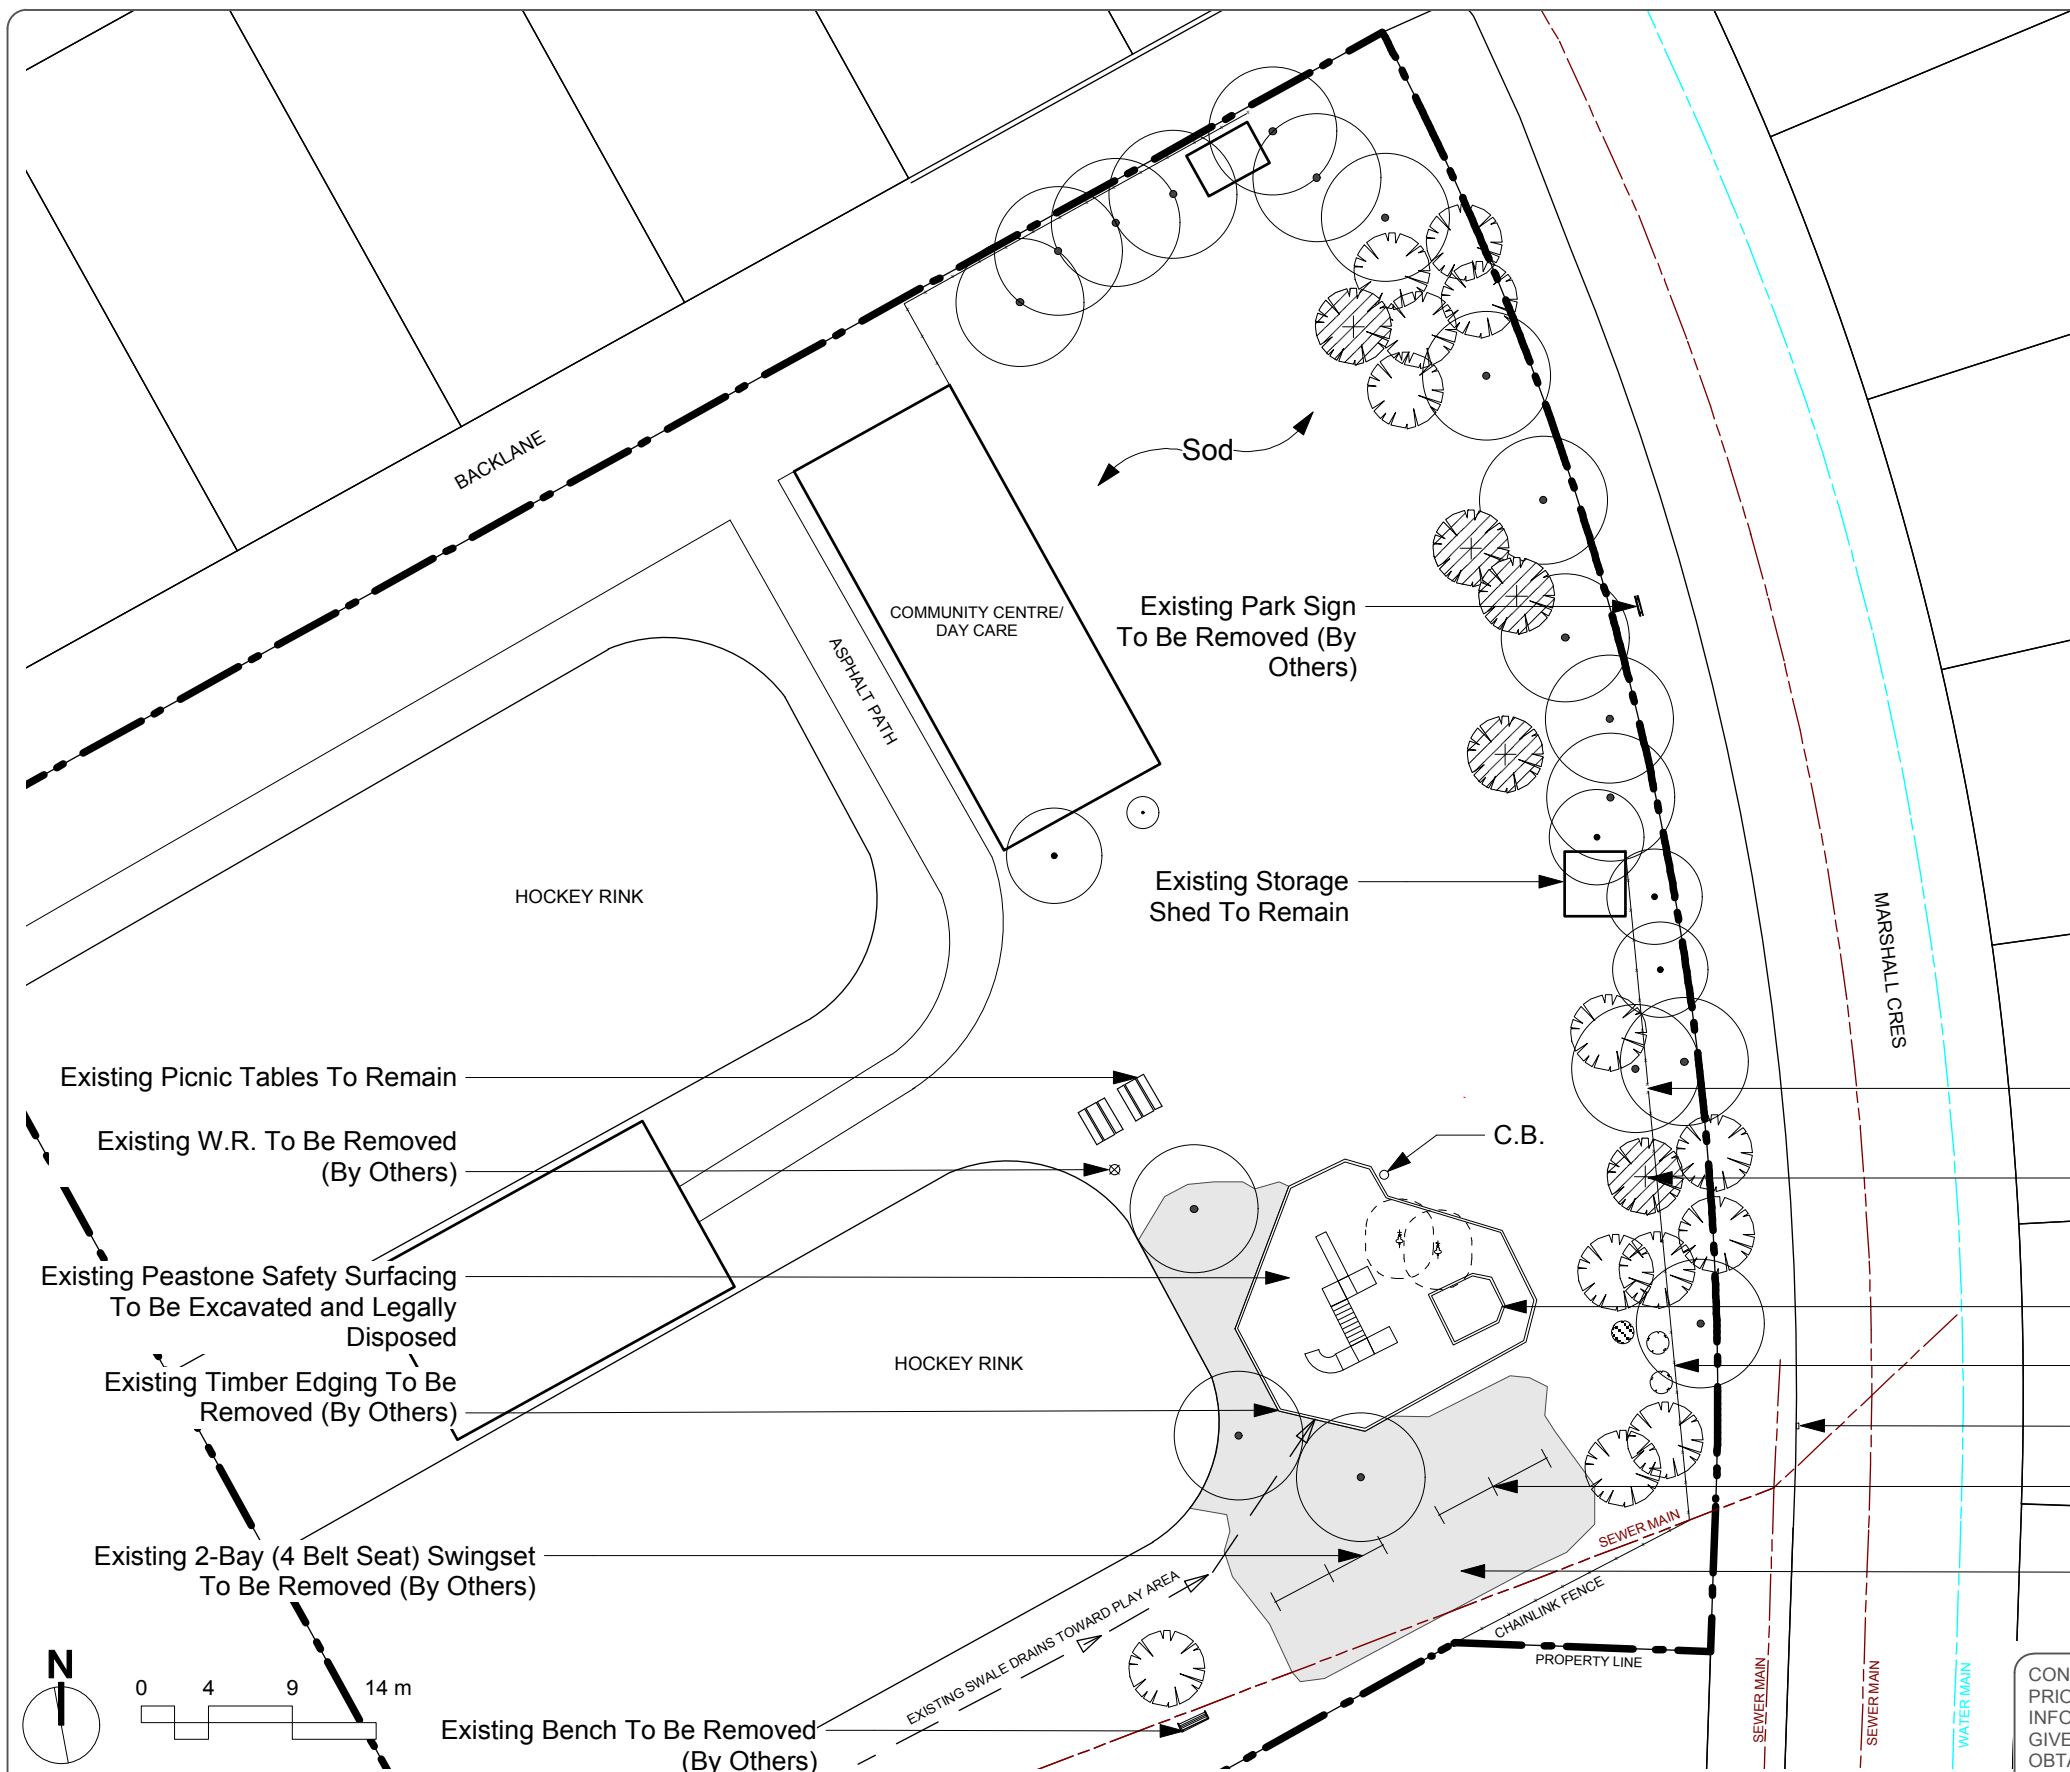 BACKLANE
Sod
COMMUNITY CENTRE/
DAY CARE
ASPHALT PATH
Existing Park Sign
To Be Removed (By
Others)
HOCKEY RINK
Existing Storage
Shed To Remain
MARSHALL CRES
Existing Picnic Tables To Remain
Existing W.R. To Be Removed
(By Others)
C.B.
Existing Peastone Safety Surfacing
To Be Excavated and Legally
Disposed
Existing Timber Edging To Be
Removed (By Others)
HOCKEY RINK
SEWER MAIN
Existing 2-Bay (4 Belt Seat) Swingset
To Be Removed (By Others)
EXISTING SWALE DRAINS TOWARD PLAY AREA
CHAINLINK FENCE
PROPERTY LINE
N
0 4 9 14 m
Existing Bench To Be Removed
(By Others)
SEWER MAIN
SEWER MAIN
WATER MAIN
CON
PRIO
INFO
GIVE
OBTA